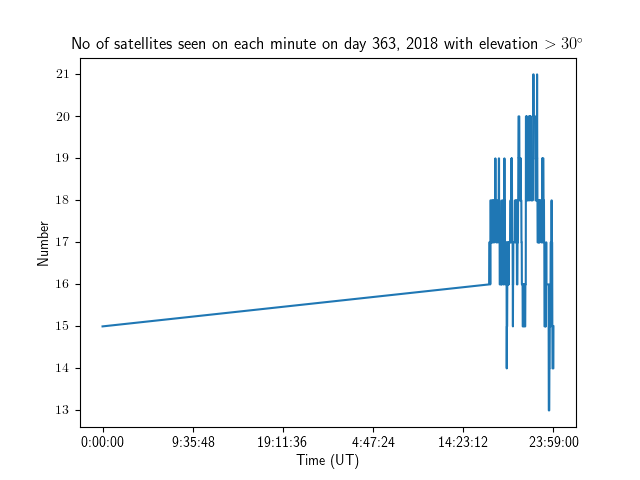 No of satellites seen on each minute on day 363, 2018 with elevation > 30°
21
20
19
18
17
16
15
14
13
Number
0:00:00 9:35:48 19:11:36 4:47:24 14:23:12 23:59:00
Time (UT)